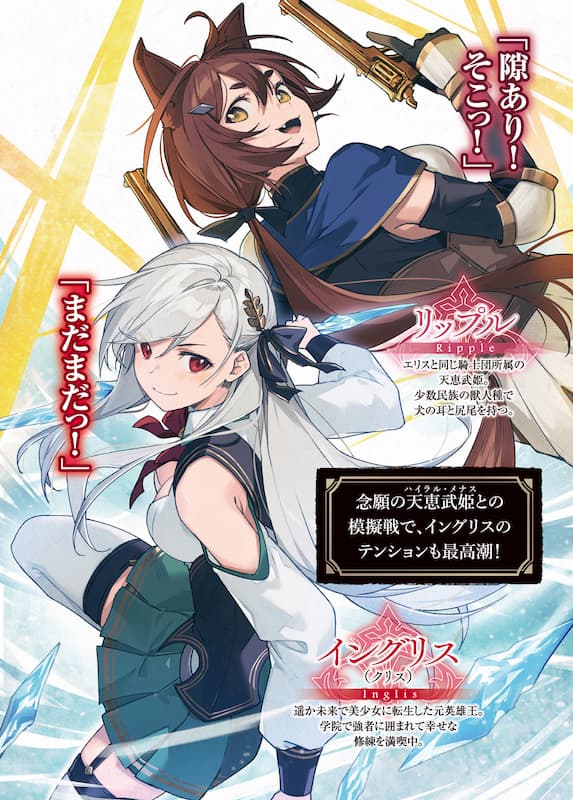 「隙あり！
そこっ！」
「まだまだっ！」
リップル
Ripple
エリスと同じ騎士団所属の
天恵武姫。
少数民族の獣人種で
犬の耳と尻尾を持つ。
ハイラル・メナス
念願の天恵武姫との
模擬戦で、イングリスの
テンションも最高潮！
イングリス
（クリス）
Inglis
遥か未来で美少女に転生した元英雄王。
学院で強者に囲まれて幸せな
修練を満喫中。